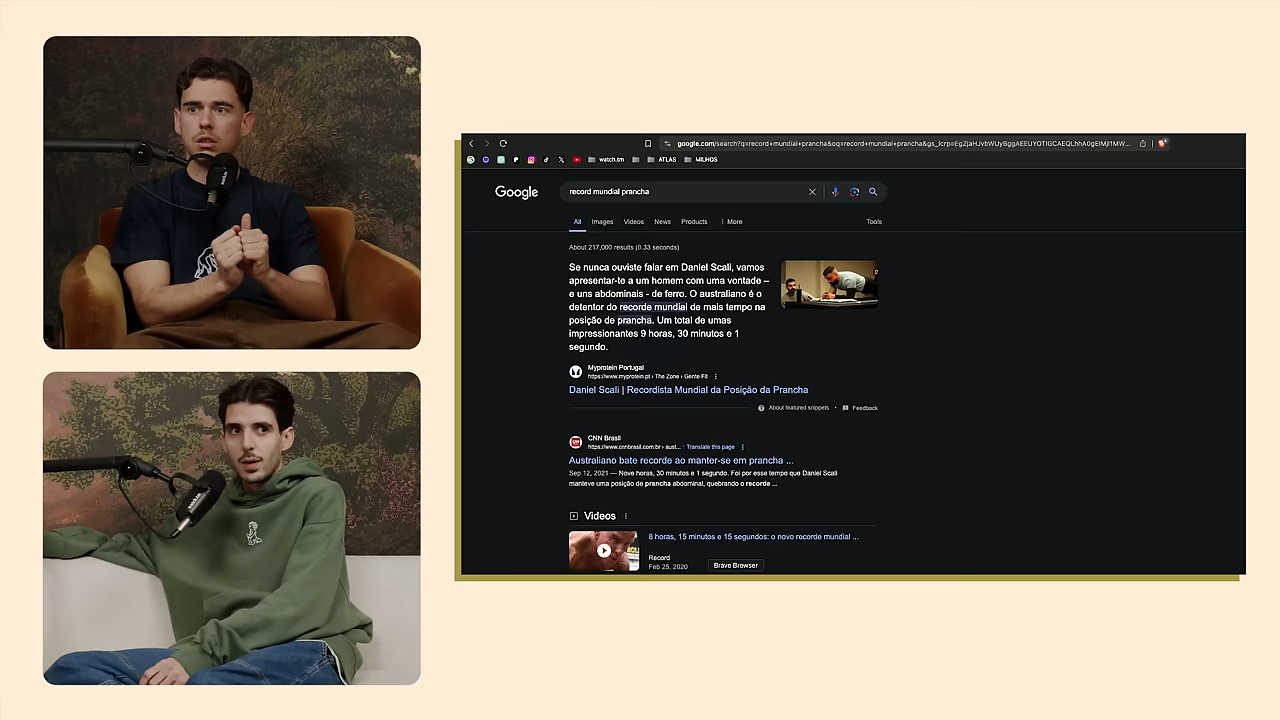 google.com/search?q=record+mundial+prancha&oq=record+mundial+prancha&gs_lcrp=EgZjaHJvbWUyBggAEEUYOTIGCAEQLhhA0gEIMjI1MW...
watch.tm ATLAS MILHOS
Google record mundial prancha
All Images Videos News Products More Tools
About 217,000 results (0.33 seconds)
Se nunca ouviste falar em Daniel Scali, vamos
apresentar-te a um homem com uma vontade –
e uns abdominais - de ferro. O australiano é o
detentor do recorde mundial de mais tempo na
posição de prancha. Um total de umas
impressionantes 9 horas, 30 minutos e 1
segundo.
Myprotein Portugal
https://www.myprotein.pt › The Zone › Gente Fit
Daniel Scali | Recordista Mundial da Posição da Prancha
About featured snippets • Feedback
CNN Brasil
https://www.cnnbrasil.com.br › aust... · Translate this page
Australiano bate recorde ao manter-se em prancha ...
Sep 12, 2021 — Nove horas, 30 minutos e 1 segundo. Foi por esse tempo que Daniel Scali
manteve uma posição de prancha abdominal, quebrando o recorde ...
Videos
8 horas, 15 minutos e 15 segundos: o novo recorde mundial ...
Record
Feb 25, 2020
Brave Browser